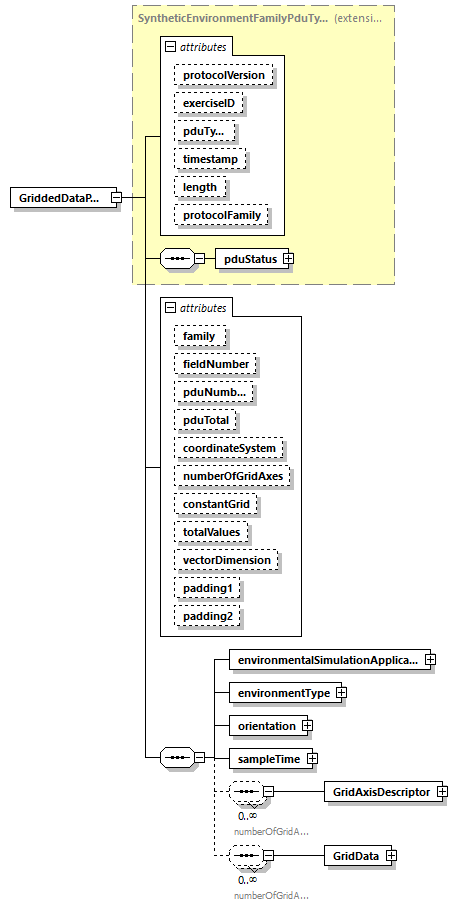 SyntheticEnvironmentFamilyPduTy... (extensi...
attributes
protocolVersion
exerciseID
pduTy...
timestamp
length
protocolFamily
GriddedDataP...
pduStatus
attributes
family
fieldNumber
pduNumb...
pduTotal
coordinateSystem
numberOfGridAxes
constantGrid
totalValues
vectorDimension
padding1
padding2
environmentalSimulationApplica...
environmentType
orientation
sampleTime
GridAxisDescriptor
0..∞
numberOfGridA...
GridData
0..∞
numberOfGridA...